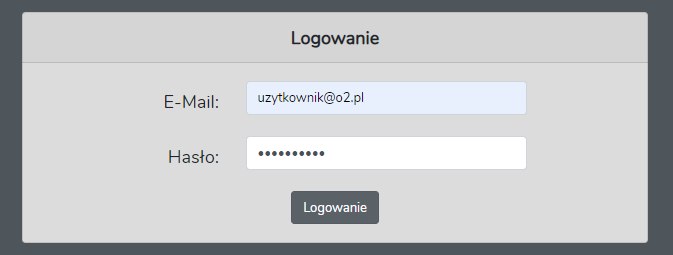 Logowanie
E-Mail: uzytkownik@o2.pl
Hasło: ••••••••••
Logowanie